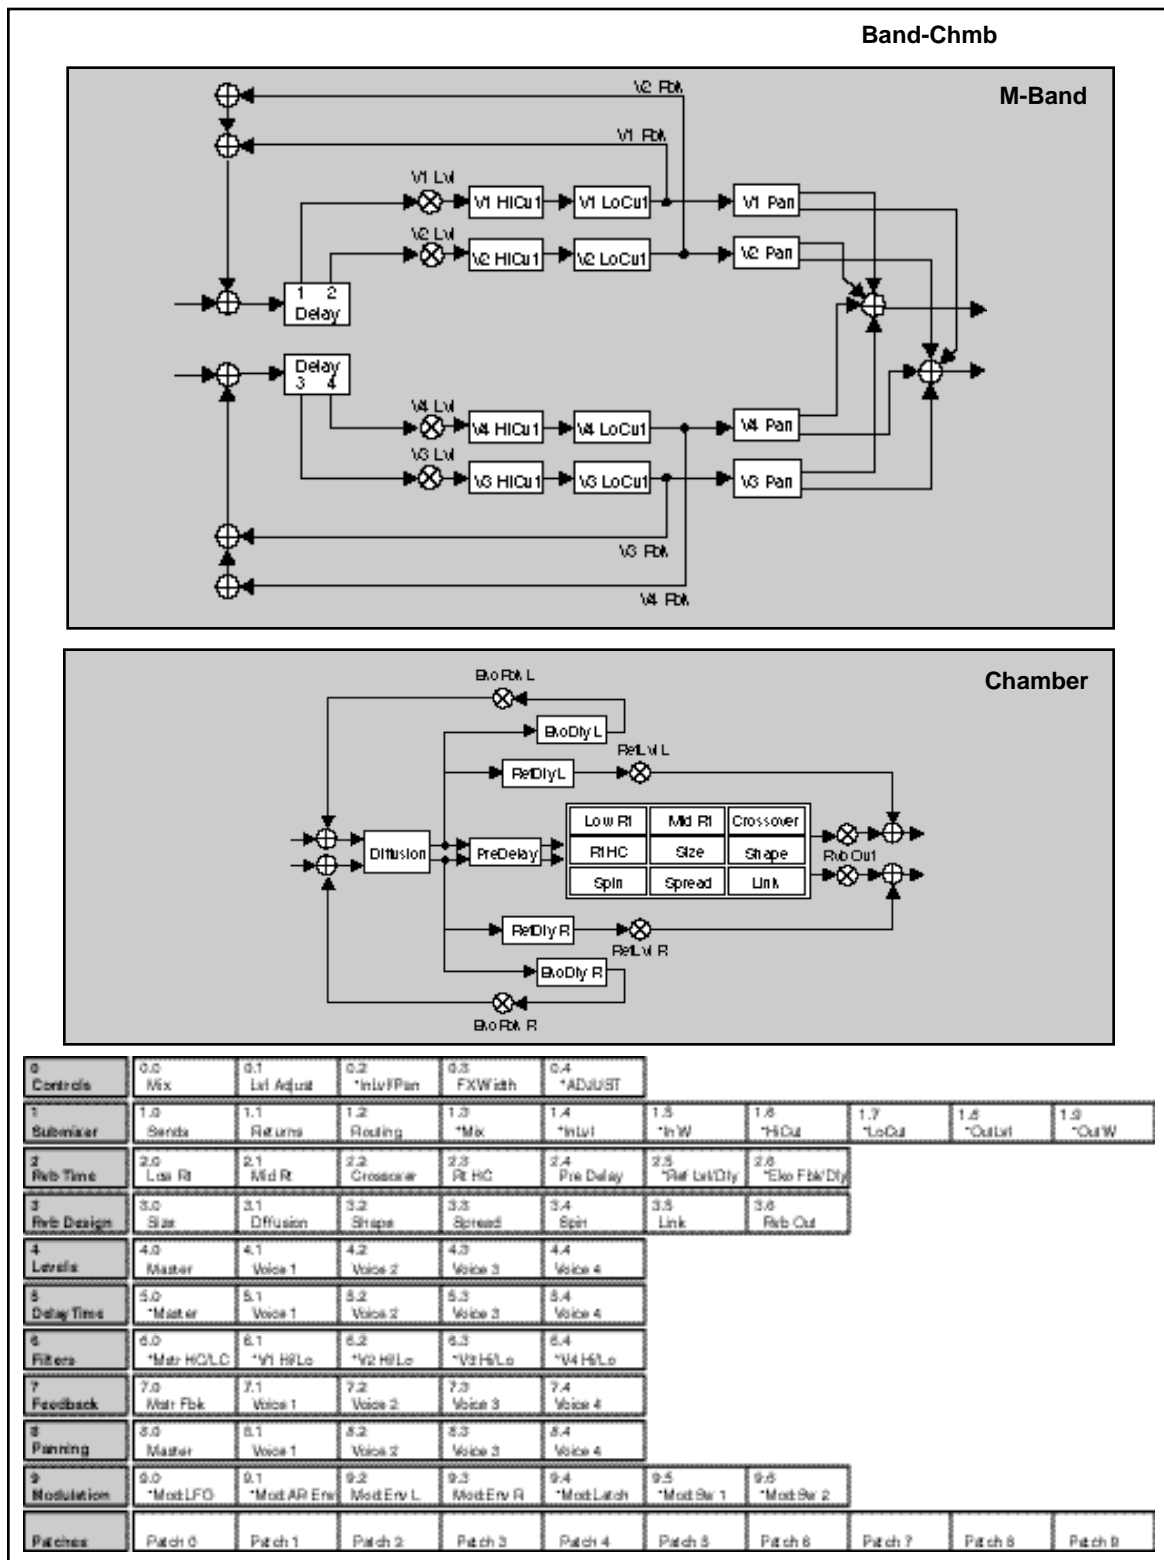 Band-Chmb
M-Band
V2 Fbk
V1 Fbk
V1 Lvl
V1 HiCut V1 LoCut V1 Pan
V2 Lvl
V2 HiCut V2 LoCut V2 Pan
1 2
Delay
Delay
3 4
V4 Lvl
V4 HiCut V4 LoCut V4 Pan
V3 Lvl
V3 HiCut V3 LoCut V3 Pan
V3 Fbk
V4 Fbk
Chamber
Eko Fbk L
EkoDly L
RefLvl L
RefDly L
Low Rt Mid Rt Crossover
Diffusion PreDelay Rt HC Size Shape Rvb Out
Spin Spread Link
RefDly R
RefLvl R
EkoDly R
Eko Fbk R
0 0.0 0.1 0.2 0.3 0.4
Controls Mix Lvl Adjust *InLvl/Pan FXWidth *ADJUST
1 1.0 1.1 1.2 1.3 1.4 1.5 1.6 1.7 1.8 1.9
Submixer Sends Returns Routing *Mix *InLvl *InW *HiCut *LoCut *OutLvl *OutW
2 2.0 2.1 2.2 2.3 2.4 2.5 2.6
Rvb Time Low Rt Mid Rt Crossover Rt HC Pre Delay *Ref Lvl/Dly *Eko Fbk/Dly
3 3.0 3.1 3.2 3.3 3.4 3.5 3.6
Rvb Design Size Diffusion Shape Spread Spin Link Rvb Out
4 4.0 4.1 4.2 4.3 4.4
Levels Master Voice 1 Voice 2 Voice 3 Voice 4
5 5.0 5.1 5.2 5.3 5.4
Delay Time *Master Voice 1 Voice 2 Voice 3 Voice 4
6 6.0 6.1 6.2 6.3 6.4
Filters *Mstr HC/LC *V1 Hi/Lo *V2 Hi/Lo *V3 Hi/Lo *V4 Hi/Lo
7 7.0 7.1 7.2 7.3 7.4
Feedback Mstr Fbk Voice 1 Voice 2 Voice 3 Voice 4
8 8.0 8.1 8.2 8.3 8.4
Panning Master Voice 1 Voice 2 Voice 3 Voice 4
9 9.0 9.1 9.2 9.3 9.4 9.5 9.6
Modulation *Mod:LFO *Mod:AR Env Mod:Env L Mod:Env R *Mod:Latch *Mod:Sw 1 *Mod:Sw 2
Patches Patch 0 Patch 1 Patch 2 Patch 3 Patch 4 Patch 5 Patch 6 Patch 7 Patch 8 Patch 9